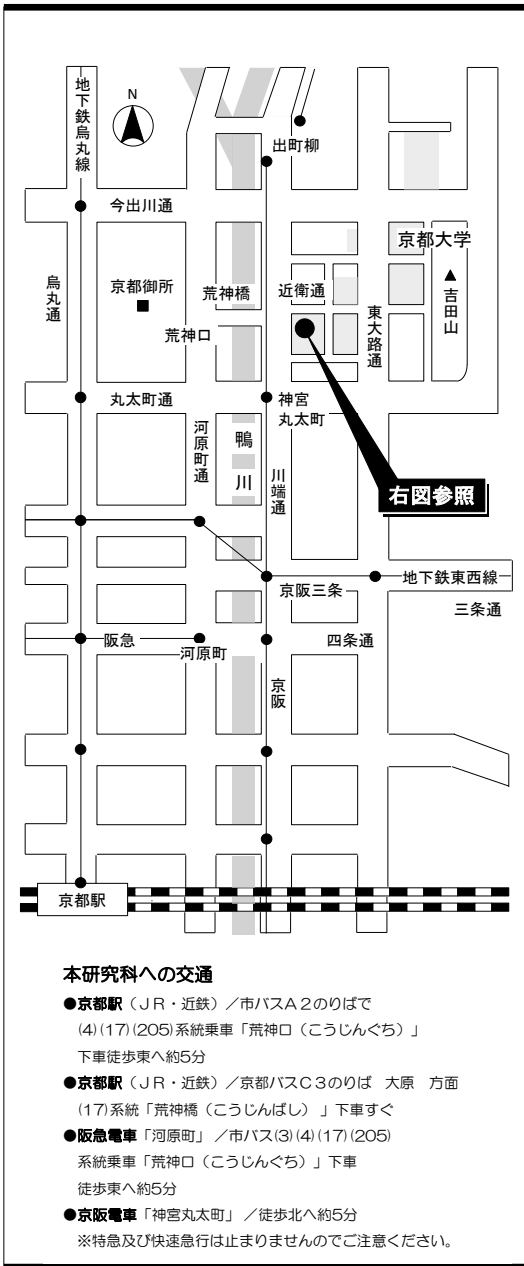 地下鉄烏丸線
N
出町柳
今出川通
京都大学
烏丸通
京都御所
荒神橋
近衛通
吉田山
東大路通
荒神口
丸太町通
神宮
丸太町
河原町通
鴨川
川端通
右図参照
京阪三条
地下鉄東西線
三条通
阪急
河原町
四条通
京阪
京都駅
本研究科への交通
●京都駅（ＪＲ・近鉄）／市バスＡ２のりばで
(4)(17)(205)系統乗車「荒神口（こうじんぐち）」
下車徒歩東へ約5分
●京都駅（ＪＲ・近鉄）／京都バスＣ３のりば　大原　方面
(17)系統「荒神橋（こうじんばし）」下車すぐ
●阪急電車「河原町」／市バス(3)(4)(17)(205)
系統乗車「荒神口（こうじんぐち）」下車
徒歩東へ約5分
●京阪電車「神宮丸太町」／徒歩北へ約5分
※特急及び快速急行は止まりませんのでご注意ください。